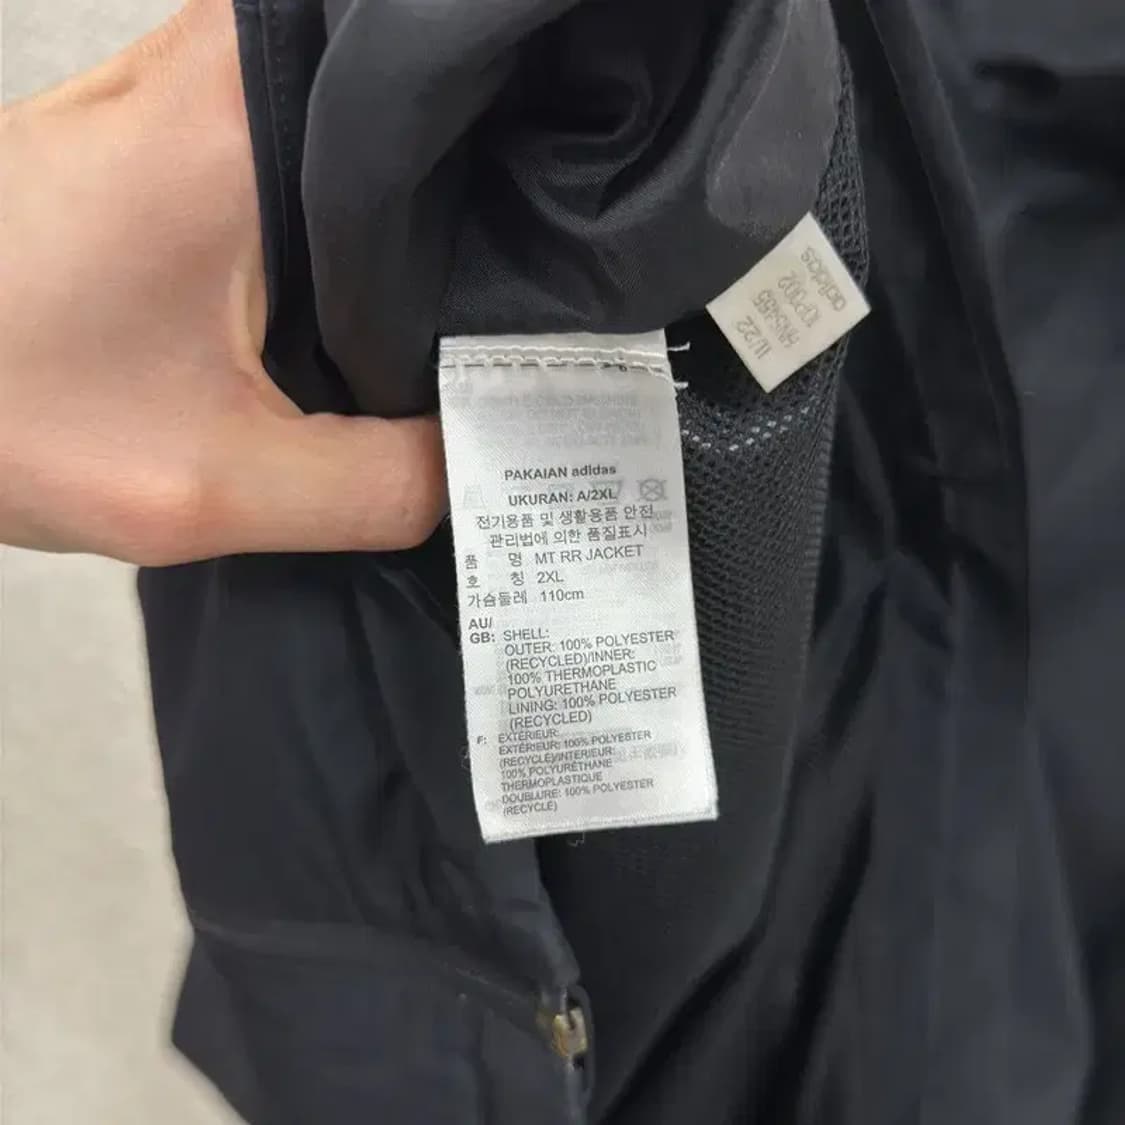 PAKAIAN adidas
UKURAN: A/2XL
전기용품 및 생활용품 안전
관리법에 의한 품질표시
품 명 MT RR JACKET
호 칭 2XL
가슴둘레 110cm
AU/
GB: SHELL:
OUTER: 100% POLYESTER
(RECYCLED)/INNER:
100% THERMOPLASTIC
POLYURETHANE
LINING: 100% POLYESTER
(RECYCLED)
F: EXTÉRIEUR:
EXTÉRIEUR: 100% POLYESTER
(RECYCLÉ)/INTÉRIEUR:
100% POLYURÉTHANE
THERMOPLASTIQUE
DOUBLURE: 100% POLYESTER
(RECYCLÉ)
adidas
11/22